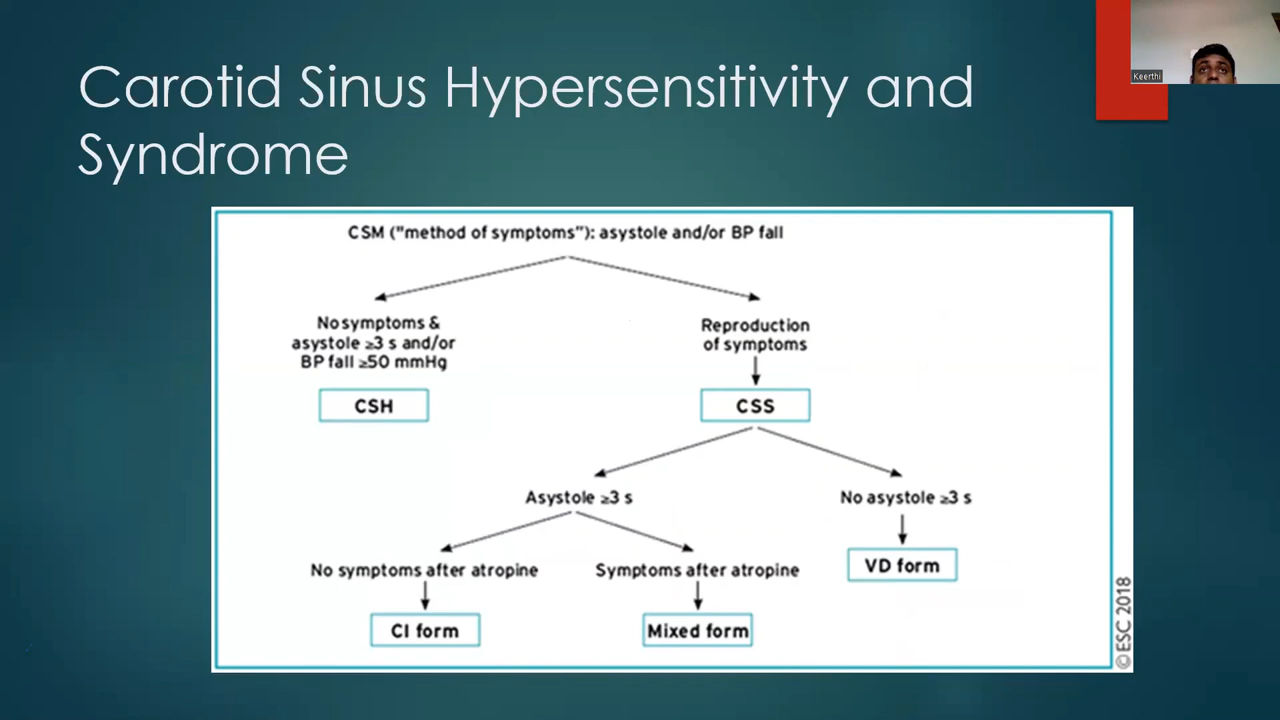 Carotid Sinus Hypersensitivity and
Syndrome
Keerthi
CSM ("method of symptoms"): asystole and/or BP fall
No symptoms &
asystole ≥3 s and/or
BP fall ≥50 mmHg
Reproduction
of symptoms
CSH
CSS
Asystole ≥3 s
No asystole ≥3 s
No symptoms after atropine
Symptoms after atropine
VD form
CI form
Mixed form
© ESC 2018